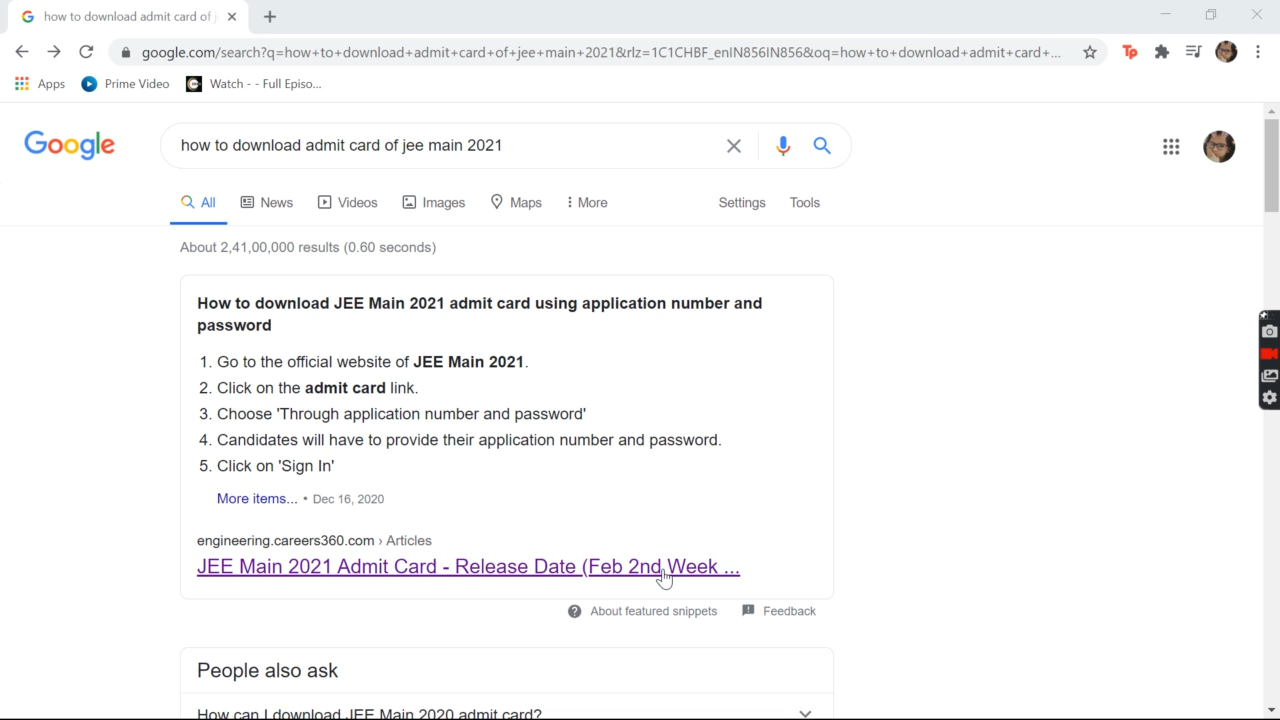 how to download admit card of j
google.com/search?q=how+to+download+admit+card+of+jee+main+2021&rlz=1C1CHBF_enIN856IN856&oq=how+to+download+admit+card+...
Tp
Apps Prime Video Watch - - Full Episo...
Google how to download admit card of jee main 2021
All News Videos Images Maps More Settings Tools
About 2,41,00,000 results (0.60 seconds)
How to download JEE Main 2021 admit card using application number and
password
1. Go to the official website of JEE Main 2021.
2. Click on the admit card link.
3. Choose 'Through application number and password'
4. Candidates will have to provide their application number and password.
5. Click on 'Sign In'
More items... • Dec 16, 2020
engineering.careers360.com › Articles
JEE Main 2021 Admit Card - Release Date (Feb 2nd Week ...
About featured snippets Feedback
People also ask
How can I download JEE Main 2020 admit card?